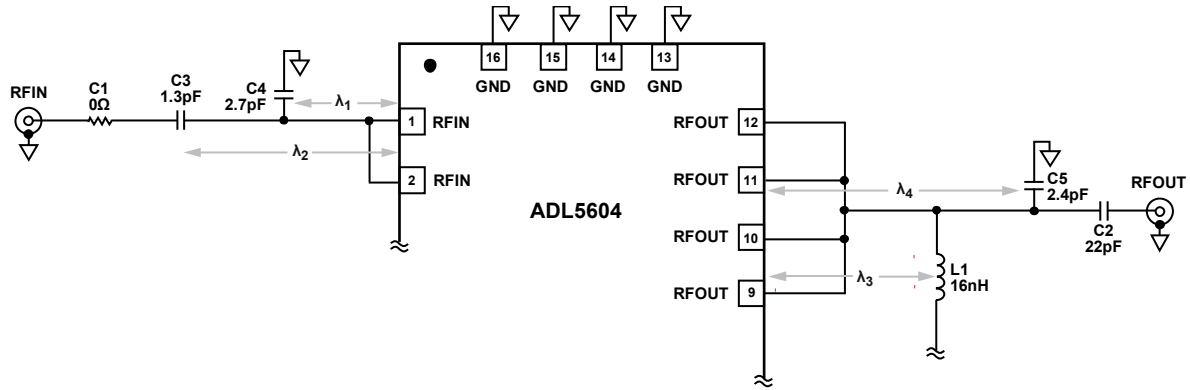 16
15
14
13
GND
GND
GND
GND
RFIN
C1
0Ω
C3
1.3pF
C4
2.7pF
λ1
λ2
1
RFIN
2
RFIN
ADL5604
RFOUT
12
RFOUT
11
RFOUT
10
RFOUT
9
λ4
λ3
L1
16nH
C5
2.4pF
C2
22pF
RFOUT